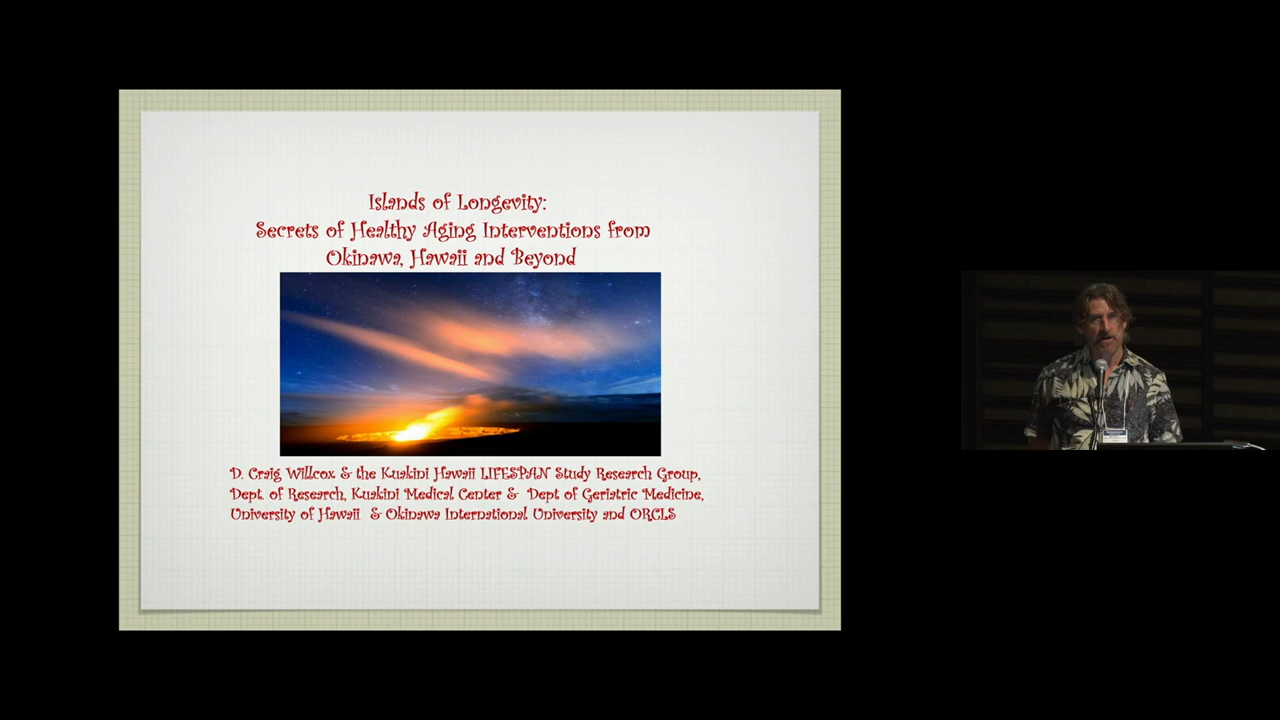 Islands of Longevity:
Secrets of Healthy Aging Interventions from
Okinawa, Hawaii and Beyond
D. Craig Willcox & the Kuakini Hawaii LIFESPAN Study Research Group,
Dept. of Research, Kuakini Medical Center & Dept of Geriatric Medicine,
University of Hawaii & Okinawa International University and ORCLS